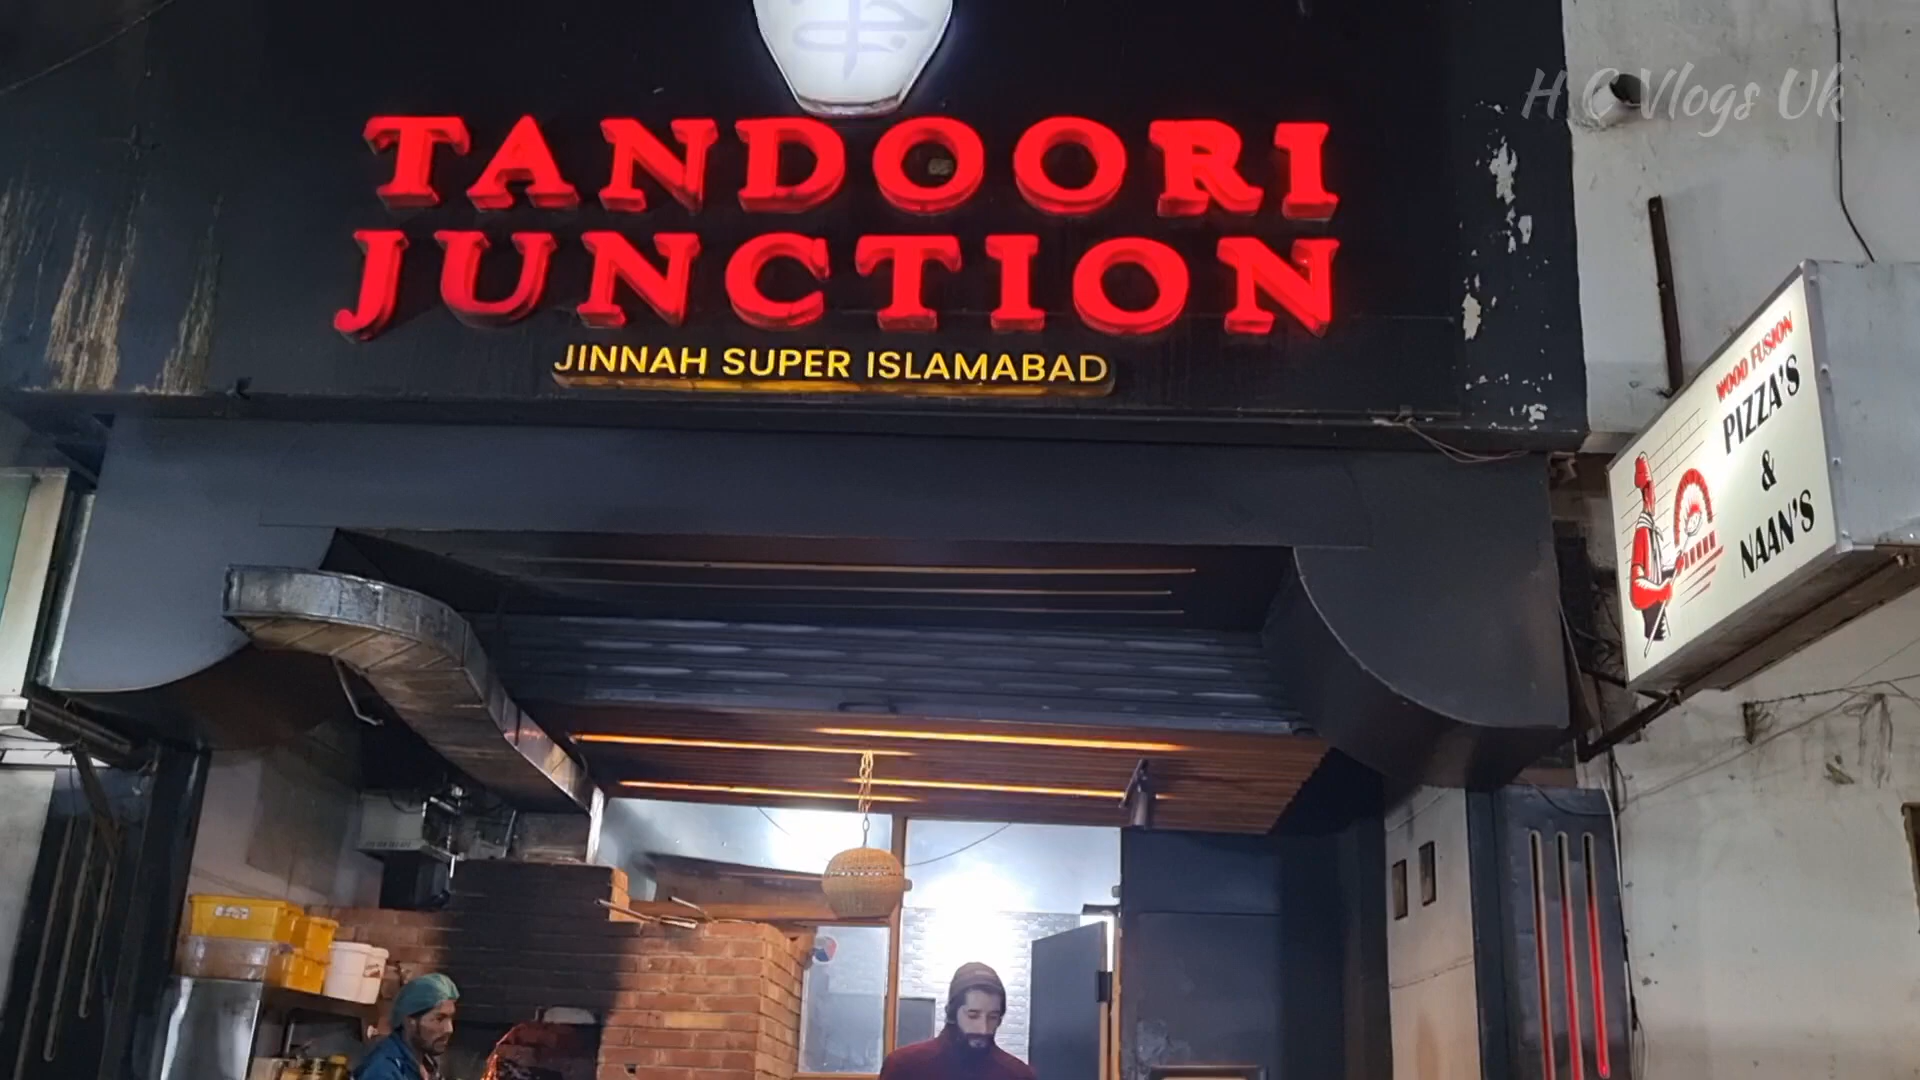 H C Vlogs Uk
TANDOORI
JUNCTION
JINNAH SUPER ISLAMABAD
WOOD FUSION
PIZZA'S
&
NAAN'S